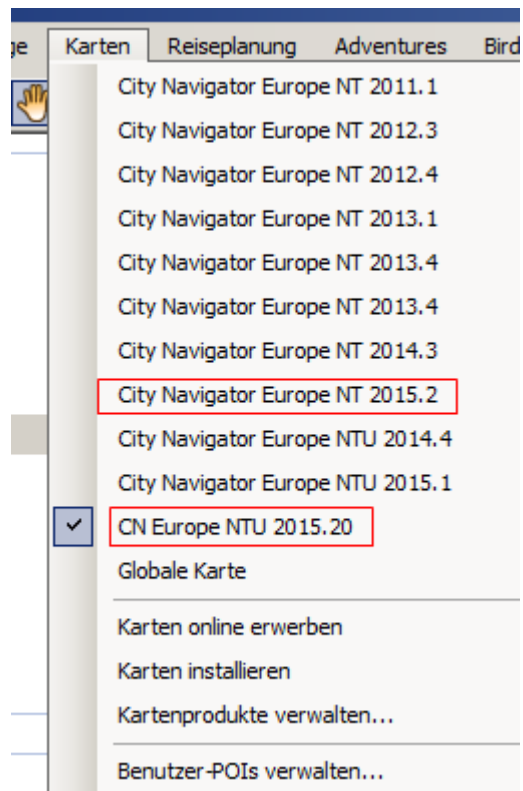 ge Karten Reiseplanung Adventures Bird
City Navigator Europe NT 2011.1
City Navigator Europe NT 2012.3
City Navigator Europe NT 2012.4
City Navigator Europe NT 2013.1
City Navigator Europe NT 2013.4
City Navigator Europe NT 2013.4
City Navigator Europe NT 2014.3
City Navigator Europe NT 2015.2
City Navigator Europe NTU 2014.4
City Navigator Europe NTU 2015.1
CN Europe NTU 2015.20
Globale Karte
Karten online erwerben
Karten installieren
Kartenprodukte verwalten...
Benutzer-POIs verwalten...